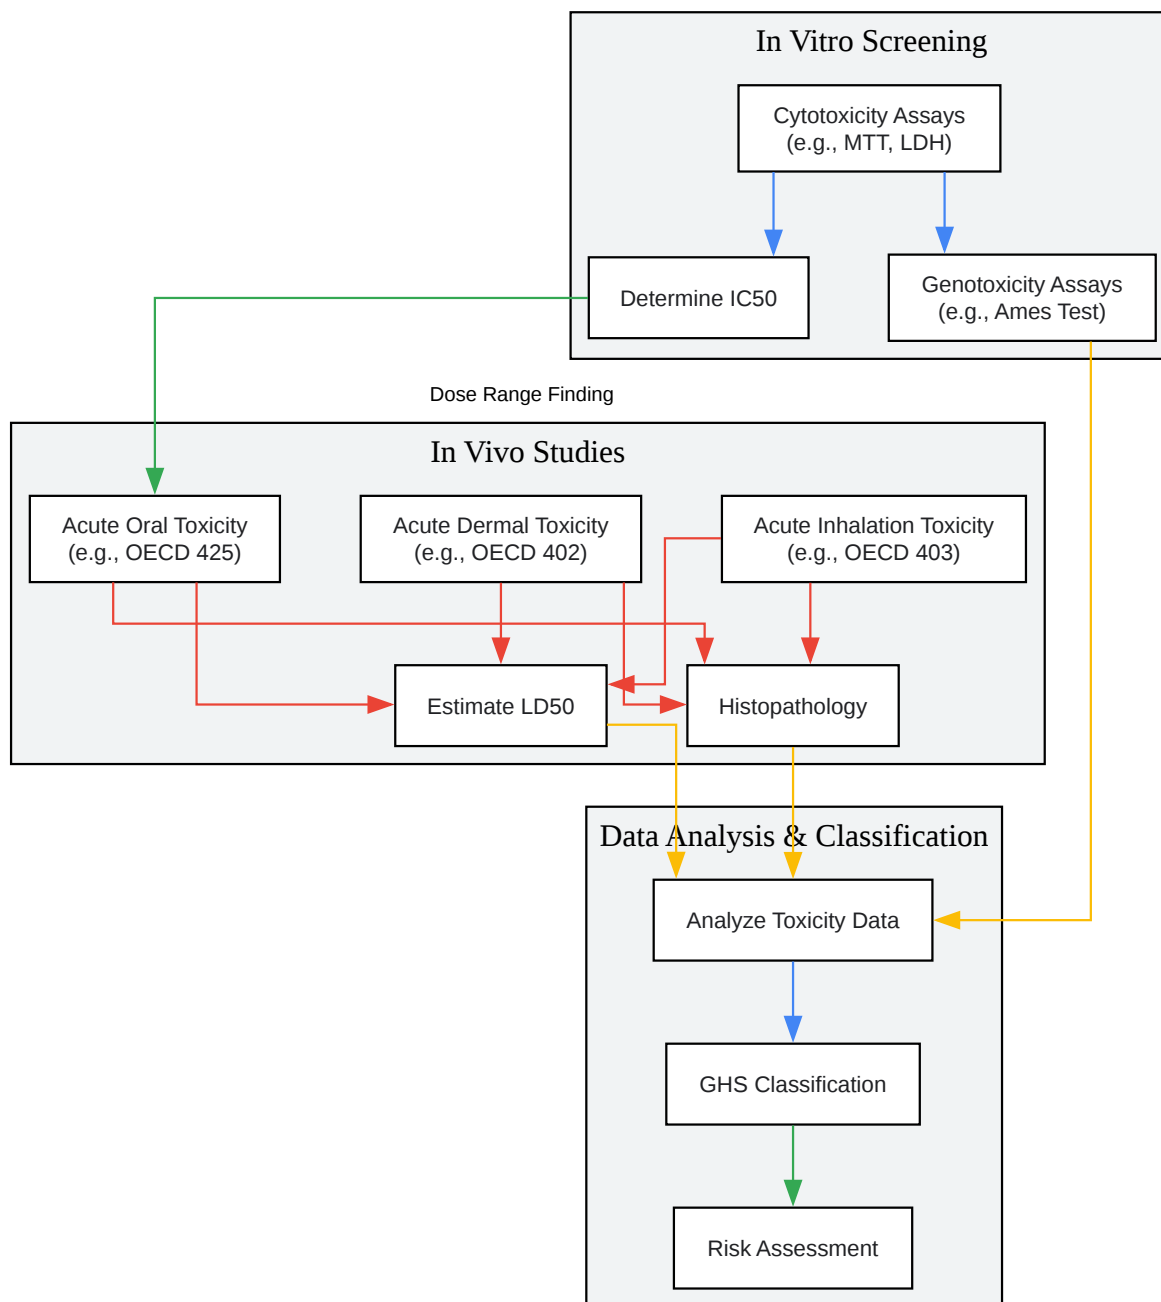 In Vitro Screening
Cytotoxicity Assays
(e.g., MTT, LDH)
Determine IC50
Genotoxicity Assays
(e.g., Ames Test)
Dose Range Finding
In Vivo Studies
Acute Oral Toxicity
(e.g., OECD 425)
Acute Dermal Toxicity
(e.g., OECD 402)
Acute Inhalation Toxicity
(e.g., OECD 403)
Estimate LD50
Histopathology
Data Analysis & Classification
Analyze Toxicity Data
GHS Classification
Risk Assessment